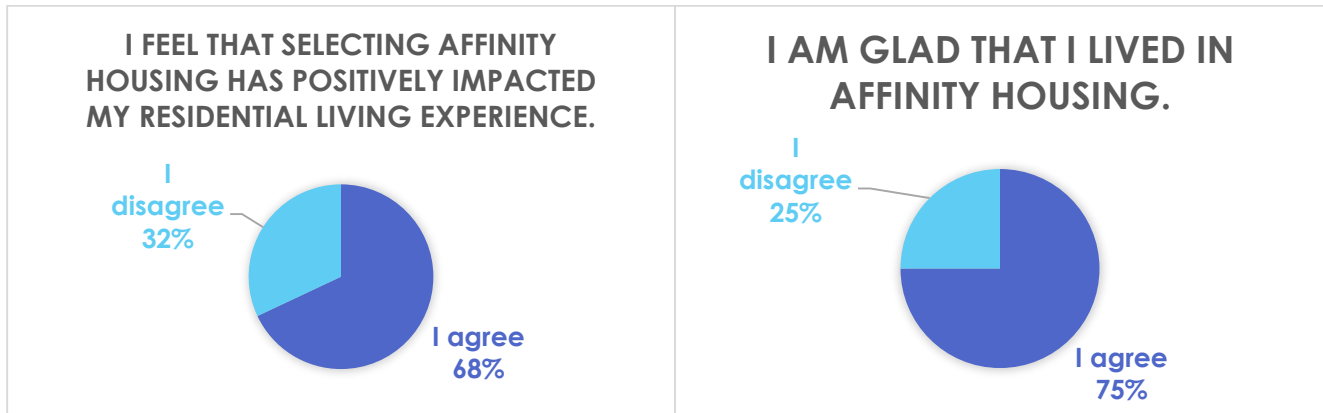 I FEEL THAT SELECTING AFFINITY
HOUSING HAS POSITIVELY IMPACTED
MY RESIDENTIAL LIVING EXPERIENCE.
I
disagree
32%
I agree
68%
I AM GLAD THAT I LIVED IN
AFFINITY HOUSING.
I
disagree
25%
I agree
75%